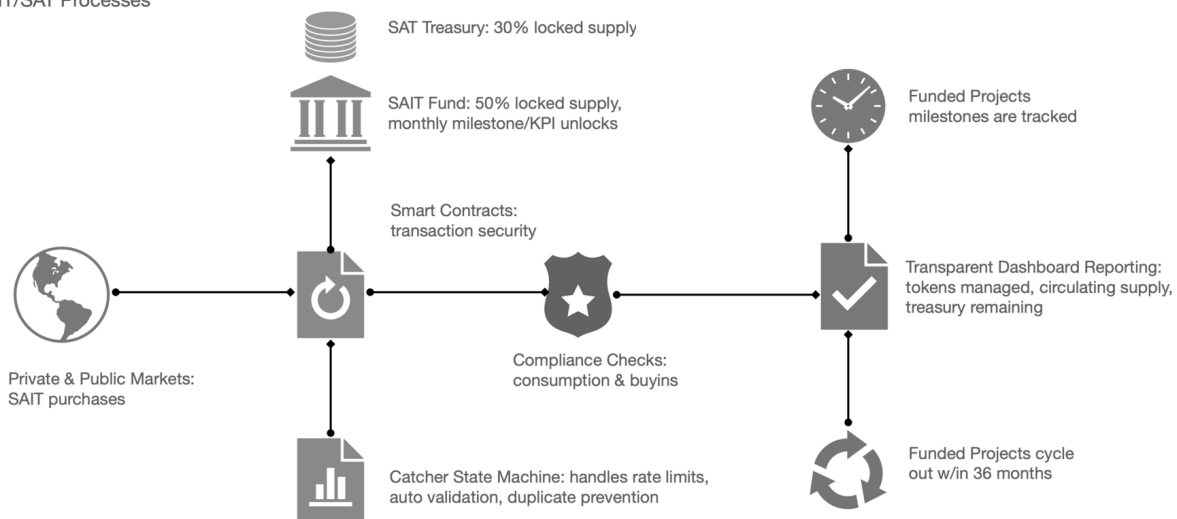 SAT Processes
SAT Treasury: 30% locked supply
SAIT Fund: 50% locked supply,
monthly milestone/KPI unlocks
Funded Projects
milestones are tracked
Smart Contracts:
transaction security
Transparent Dashboard Reporting:
tokens managed, circulating supply,
treasury remaining
Private & Public Markets:
SAIT purchases
Compliance Checks:
consumption & buyins
Catcher State Machine: handles rate limits,
auto validation, duplicate prevention
Funded Projects cycle
out w/in 36 months